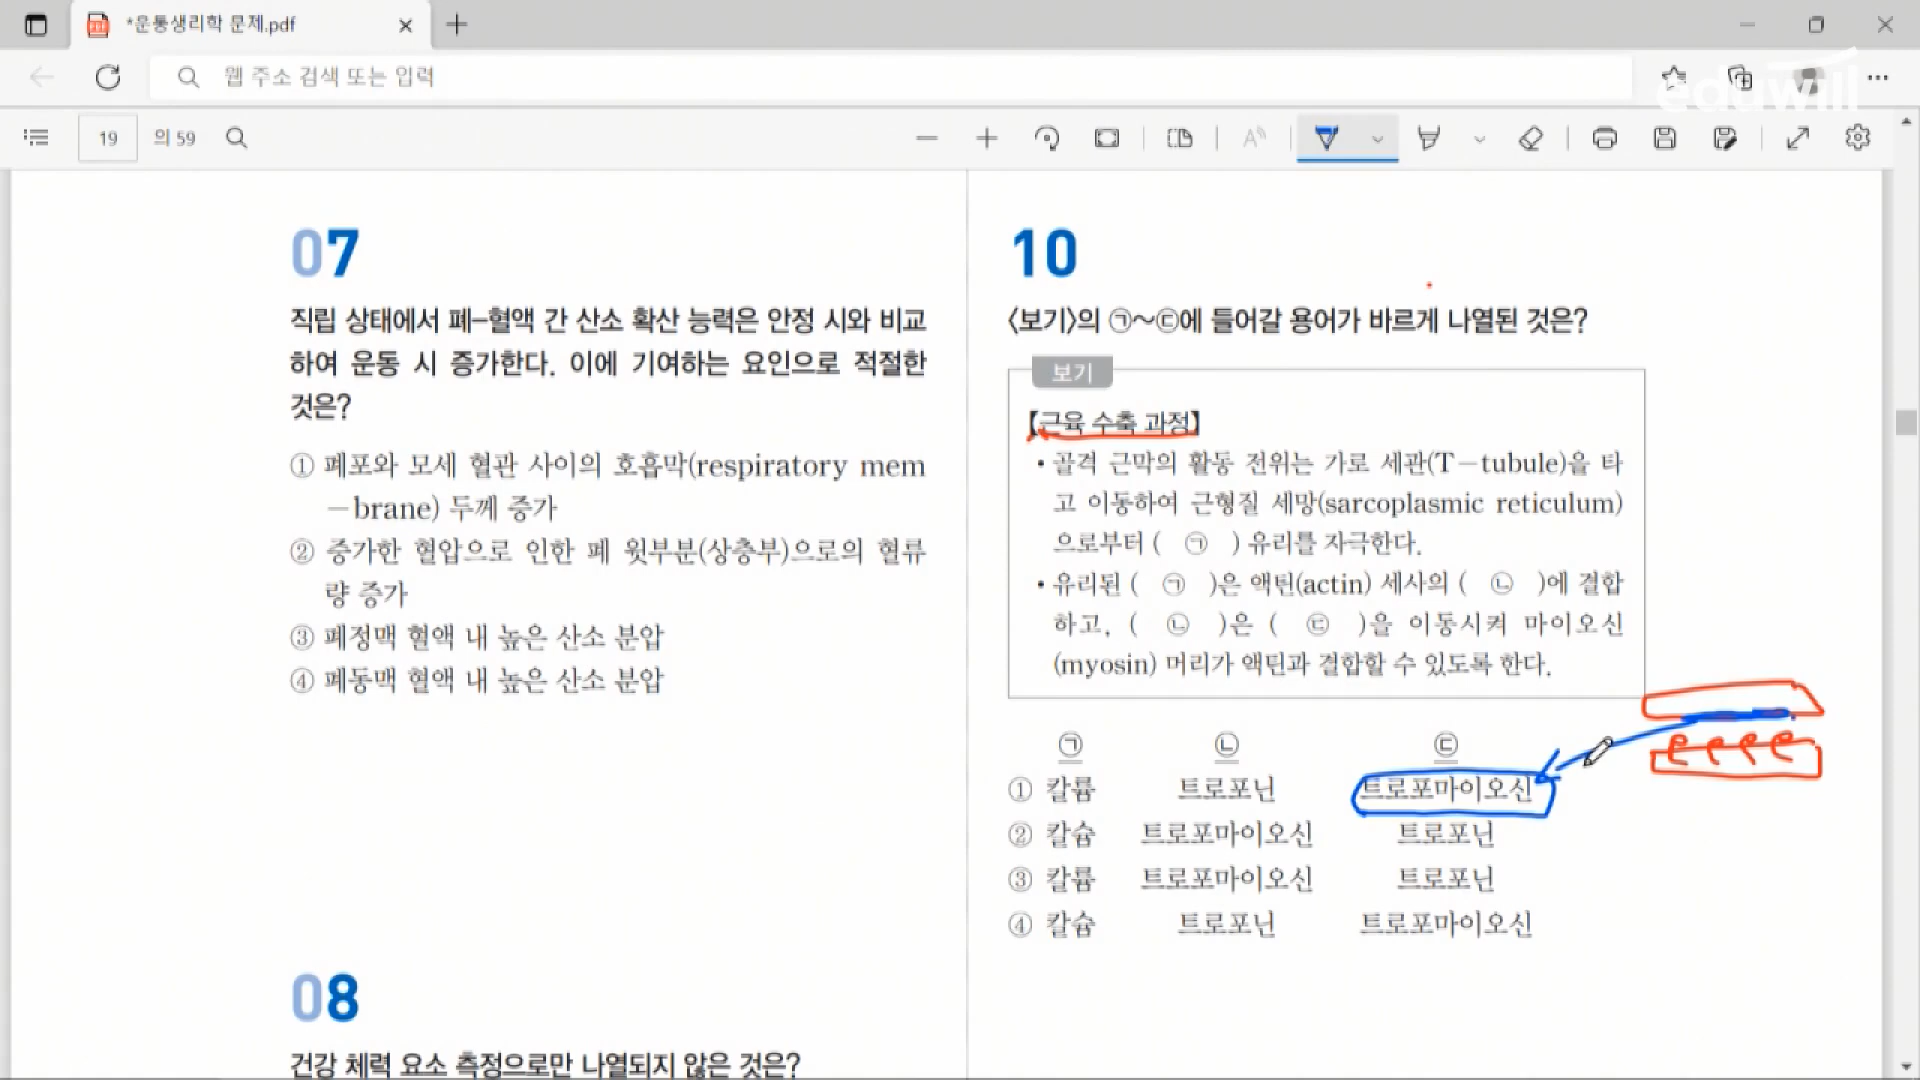 *운동생리학 문제.pdf
웹 주소 검색 또는 입력
eduwill
19 의 59
07
직립 상태에서 폐-혈액 간 산소 확산 능력은 안정 시와 비교
하여 운동 시 증가한다. 이에 기여하는 요인으로 적절한
것은?
① 폐포와 모세 혈관 사이의 호흡막(respiratory mem
-brane) 두께 증가
② 증가한 혈압으로 인한 폐 윗부분(상층부)으로의 혈류
량 증가
③ 폐정맥 혈액 내 높은 산소 분압
④ 폐동맥 혈액 내 높은 산소 분압
08
건강 체력 요소 측정으로만 나열되지 않은 것은?
10
〈보기〉의 ㉠~㉢에 들어갈 용어가 바르게 나열된 것은?
보기
【근육 수축 과정】
• 골격 근막의 활동 전위는 가로 세관(T-tubule)을 타
고 이동하여 근형질 세망(sarcoplasmic reticulum)
으로부터 ( ㉠ ) 유리를 자극한다.
• 유리된 ( ㉠ )은 액틴(actin) 세사의 ( ㉡ )에 결합
하고, ( ㉡ )은 ( ㉢ )을 이동시켜 마이오신
(myosin) 머리가 액틴과 결합할 수 있도록 한다.
㉠ ㉡ ㉢
① 칼륨 트로포닌 트로포마이오신
② 칼슘 트로포마이오신 트로포닌
③ 칼륨 트로포마이오신 트로포닌
④ 칼슘 트로포닌 트로포마이오신